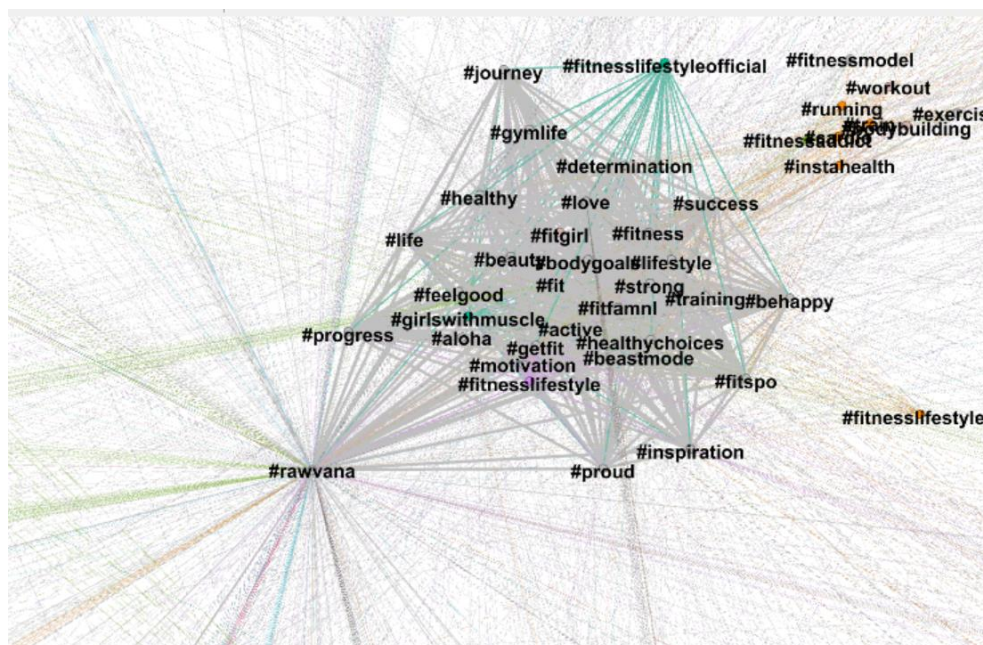 #fitnessmodel
#journey
#fitnesslifestyleofficial
#workout
#running
#exercis
#bodybuilding
#gymlife
#fitnessaddict
#determination
#instahealth
#healthy
#love
#success
#life
#fitgirl
#fitness
#beauty
#bodygoals
#lifestyle
#fit
#strong
#feelgood
#training
#behappy
#fitfamnl
#girlswithmuscle
#active
#progress
#aloha
#healthychoices
#getfit
#beastmode
#motivation
#fitnesslifestyle
#fitspo
#fitnesslifestyle
#inspiration
#rawvana
#proud